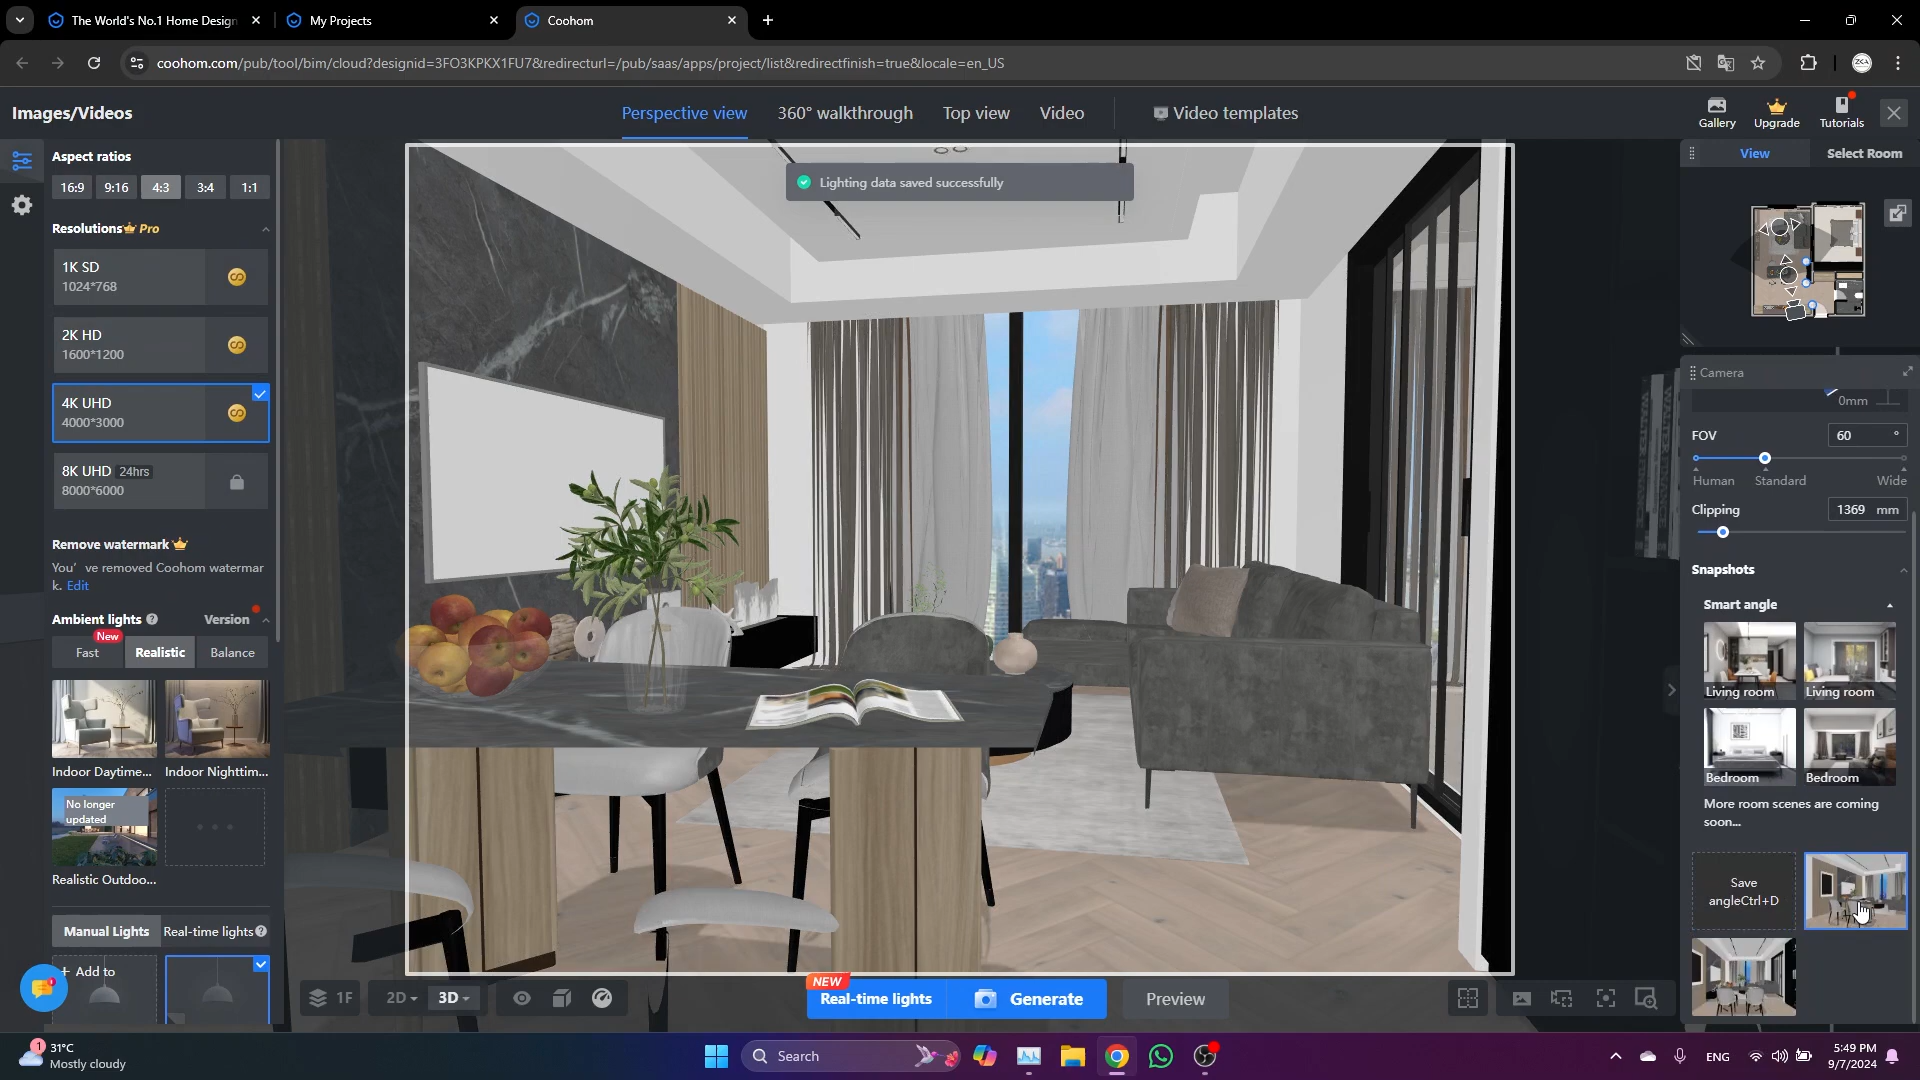 The World's No.1 Home Design
My Projects
Coohom
coohom.com/pub/tool/bim/cloud?designid=3FO3KPKX1FU7&redirecturl=/pub/saas/apps/project/list&redirectfinish=true&locale=en_US
Images/Videos
Perspective view
360° walkthrough
Top view
Video
Video templates
Gallery
Upgrade
Tutorials
Aspect ratios
16:9
9:16
4:3
3:4
1:1
Resolutions Pro
1K SD
1024*768
2K HD
1600*1200
4K UHD
4000*3000
8K UHD 24hrs
8000*6000
Remove watermark
You' ve removed Coohom watermar
k. Edit
Ambient lights
Version
New
Fast
Realistic
Balance
Indoor Daytime...
Indoor Nighttim...
No longer
updated
Realistic Outdoo...
Manual Lights
Real-time lights
+ Add to
Lighting data saved successfully
1F
2D
3D
NEW
Real-time lights
Generate
Preview
View
Select Room
Camera
0mm
FOV
60 °
Human
Standard
Wide
Clipping
1369 mm
Snapshots
Smart angle
Living room
Living room
Bedroom
Bedroom
More room scenes are coming
soon...
Save
angleCtrl+D
1
31°C
Mostly cloudy
Search
ENG
5:49 PM
9/7/2024